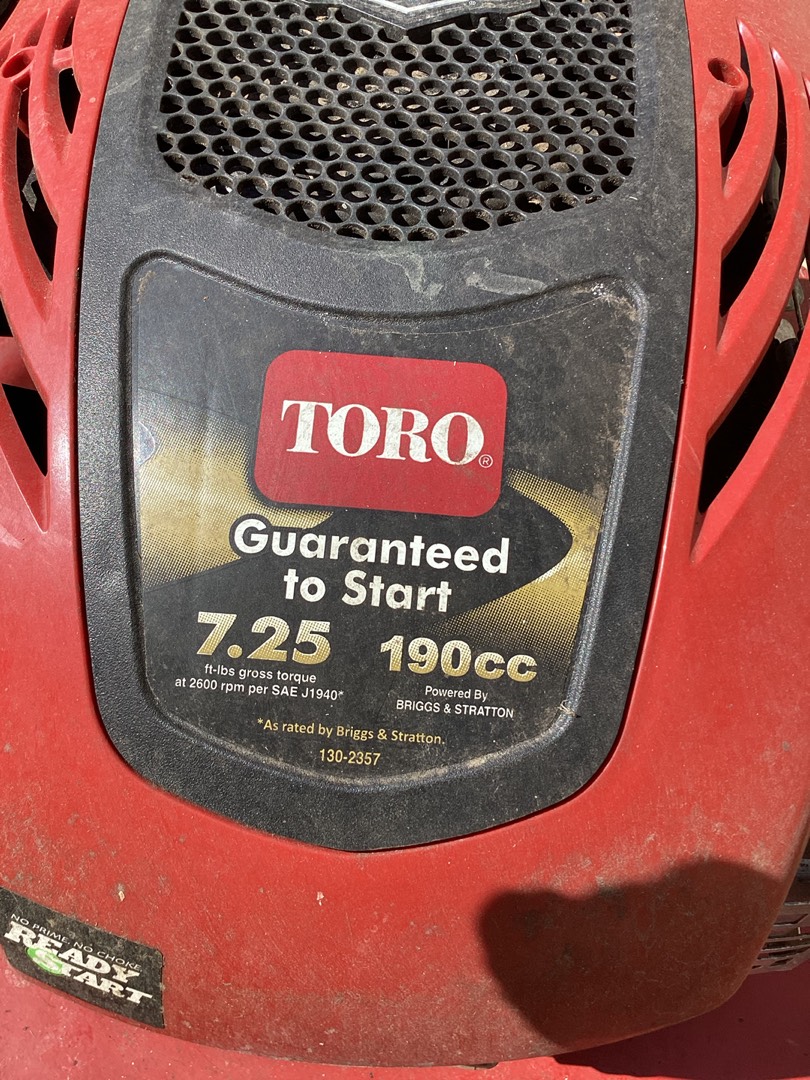 TORO®
Guaranteed
to Start
7.25
ft-lbs gross torque
at 2600 rpm per SAE J1940*
190cc
Powered By
BRIGGS & STRATTON
*As rated by Briggs & Stratton.
130-2357
NO PRIME, NO CHOKE
READY
START